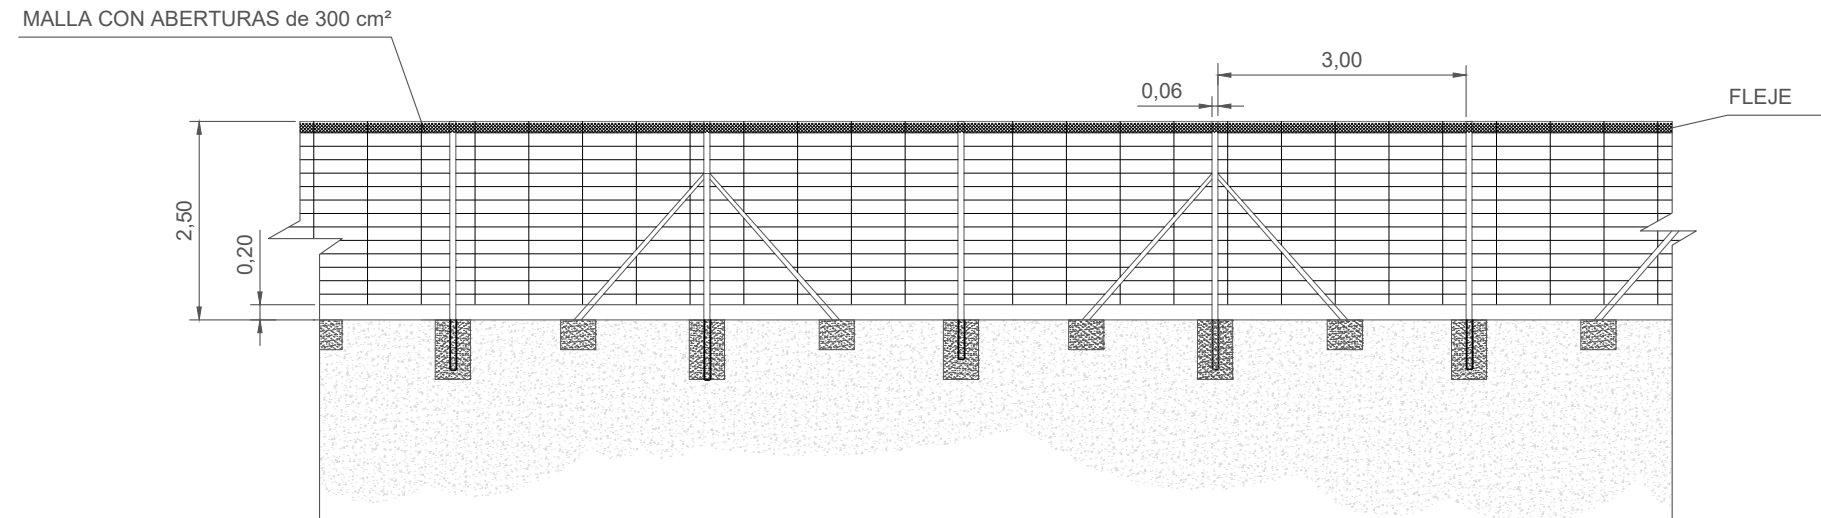 MALLA CON ABERTURAS de 300 cm²
3,00
0,06
FLEJE
2,50
0,20